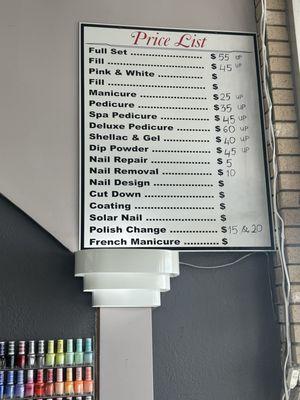 Price List
Full Set ........................ $ 55 UP
Fill ................................ $ 45 UP
Pink & White .................. $
Fill ................................ $
Manicure ....................... $ 25 UP
Pedicure ........................ $ 35 UP
Spa Pedicure .................. $ 45 UP
Deluxe Pedicure .............. $ 60 UP
Shellac & Gel ................. $ 40 UP
Dip Powder .................... $ 45 UP
Nail Repair ..................... $ 5
Nail Removal .................. $ 10
Nail Design .................... $
Cut Down ....................... $
Coating .......................... $
Solar Nail ....................... $
Polish Change ................ $ 15 & 20
French Manicure ............ $